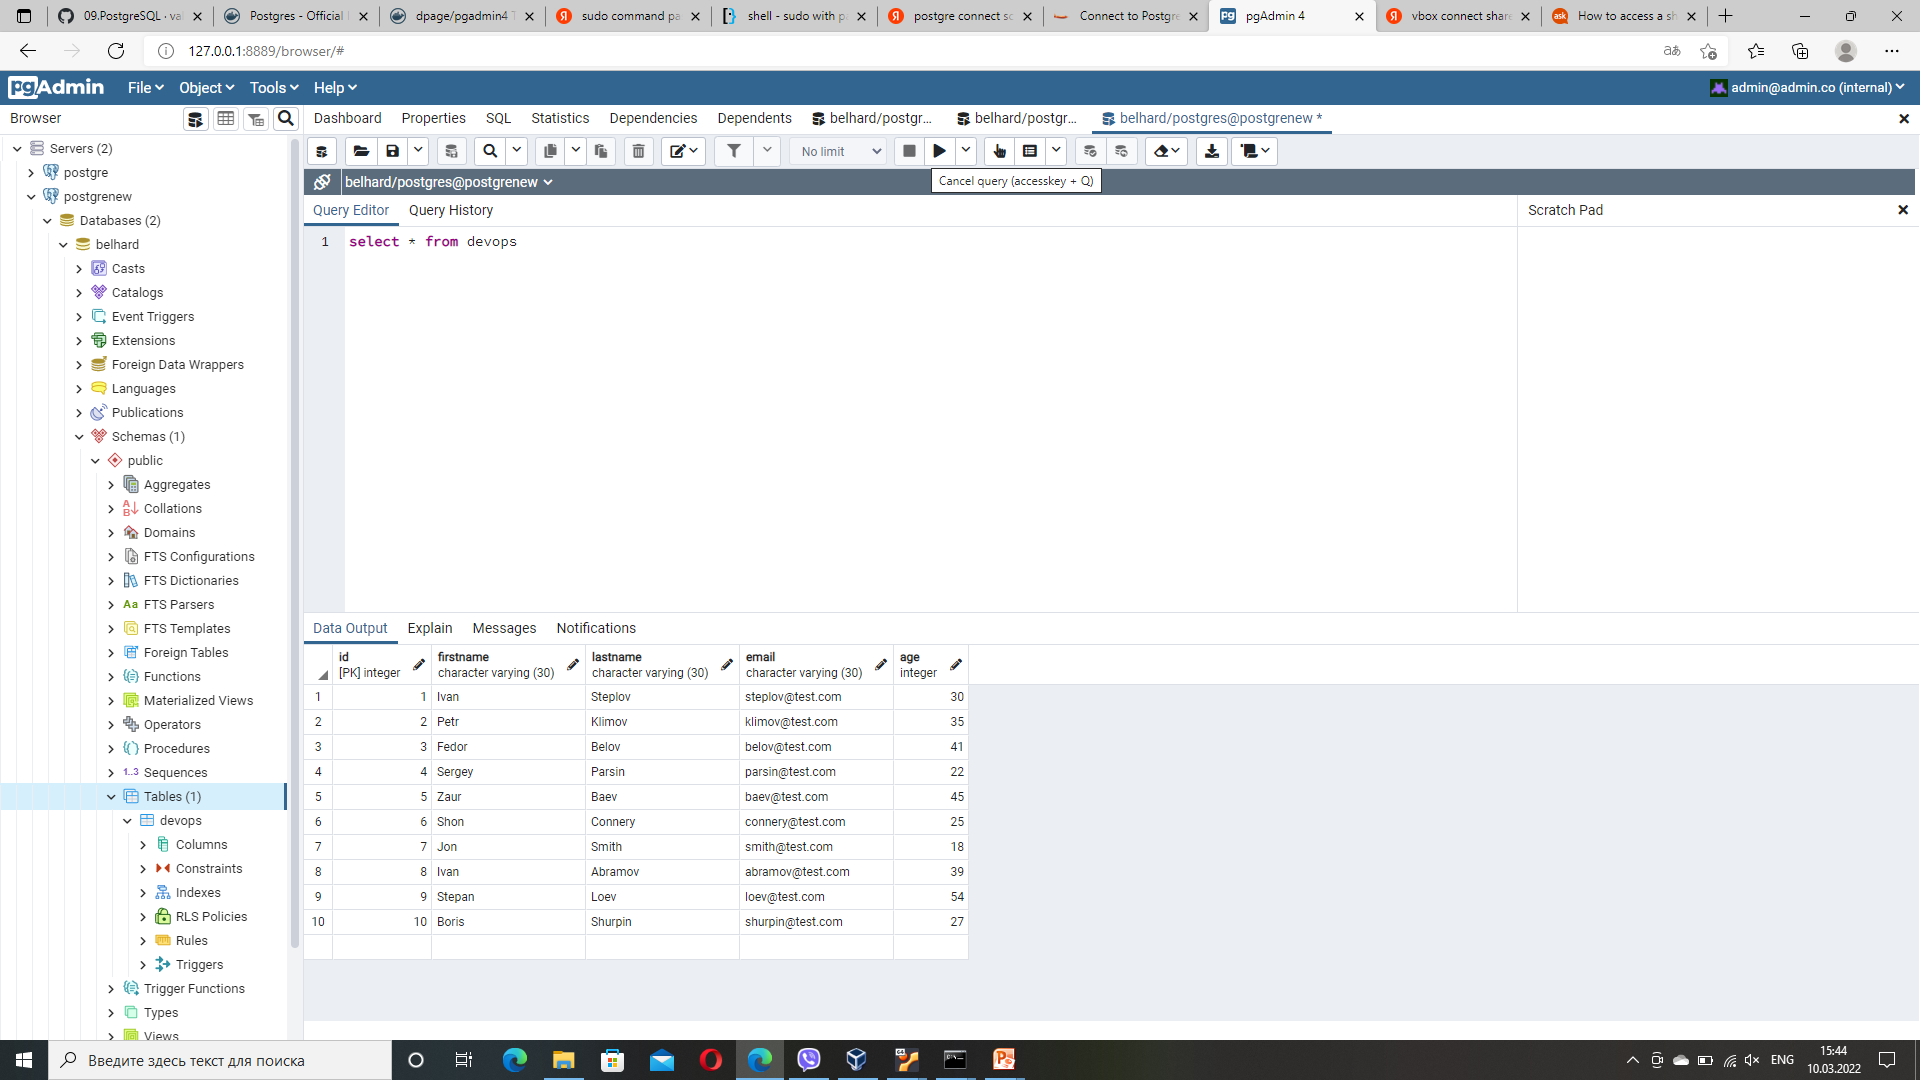 09.PostgreSQL · va
Postgres - Official
dpage/pgadmin4 T
sudo command pa
shell - sudo with p
postgre connect sc
Connect to Postgre
pgAdmin 4
vbox connect share
How to access a sh
127.0.0.1:8889/browser/#
pgAdmin File Object Tools Help admin@admin.co (internal)
Browser
Dashboard Properties SQL Statistics Dependencies Dependents belhard/postgr... belhard/postgr... belhard/postgres@postgrenew *
No limit
belhard/postgres@postgrenew
Cancel query (accesskey + Q)
Query Editor Query History
Scratch Pad
1 select * from devops
Servers (2)
postgre
postgrenew
Databases (2)
belhard
Casts
Catalogs
Event Triggers
Extensions
Foreign Data Wrappers
Languages
Publications
Schemas (1)
public
Aggregates
Collations
Domains
FTS Configurations
FTS Dictionaries
Aa FTS Parsers
FTS Templates
Foreign Tables
Functions
Materialized Views
Operators
Procedures
1..3 Sequences
Tables (1)
devops
Columns
Constraints
Indexes
RLS Policies
Rules
Triggers
Trigger Functions
Types
Views
Data Output Explain Messages Notifications
id firstname lastname email age
[PK] integer character varying (30) character varying (30) character varying (30) integer
1 1 Ivan Steplov steplov@test.com 30
2 2 Petr Klimov klimov@test.com 35
3 3 Fedor Belov belov@test.com 41
4 4 Sergey Parsin parsin@test.com 22
5 5 Zaur Baev baev@test.com 45
6 6 Shon Connery connery@test.com 25
7 7 Jon Smith smith@test.com 18
8 8 Ivan Abramov abramov@test.com 39
9 9 Stepan Loev loev@test.com 54
10 10 Boris Shurpin shurpin@test.com 27
Введите здесь текст для поиска
ENG
15:44
10.03.2022